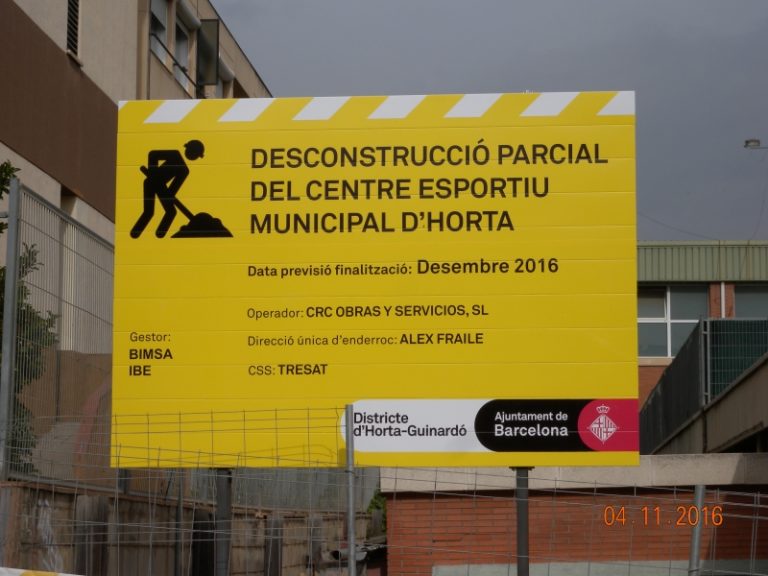 DESCONSTRUCCIÓ PARCIAL
DEL CENTRE ESPORTIU
MUNICIPAL D'HORTA
Data previsió finalització: Desembre 2016
Operador: CRC OBRAS Y SERVICIOS, SL
Direcció única d'enderroc: ALEX FRAILE
CSS: TRESAT
Gestor:
BIMSA
IBE
Districte
d'Horta-Guinardó
Ajuntament de
Barcelona
04.11.2016